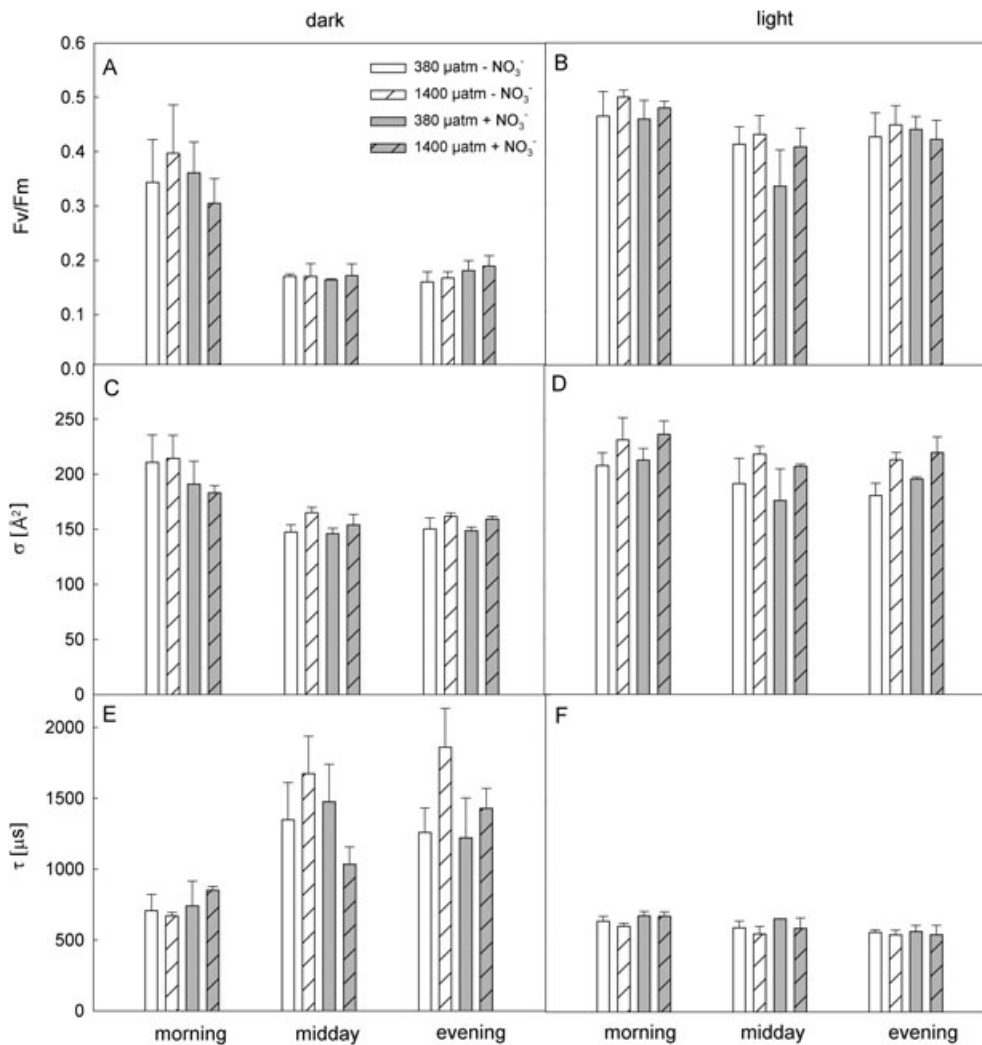 dark light
A
B
380 µatm - NO₃⁻
1400 µatm - NO₃⁻
380 µatm + NO₃⁻
1400 µatm + NO₃⁻
Fv/Fm
0.6
0.5
0.4
0.3
0.2
0.1
0.0
C
D
σ [Å²]
250
200
150
100
50
0
E
F
τ [µs]
2000
1500
1000
500
0
morning midday evening morning midday evening